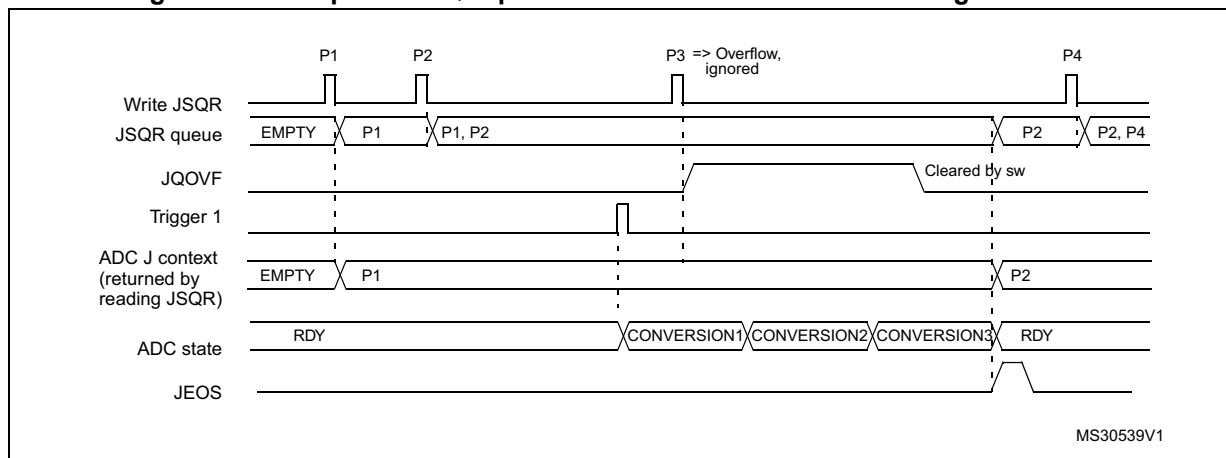 P1
P2
P3 => Overflow,
ignored
P4
Write JSQR
JSQR queue
EMPTY
P1
P1, P2
P2
P2, P4
JQOVF
Cleared by sw
Trigger 1
ADC J context
(returned by
reading JSQR)
EMPTY
P1
P2
ADC state
RDY
CONVERSION1
CONVERSION2
CONVERSION3
RDY
JEOS
MS30539V1